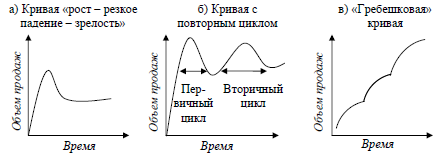 а) Кривая «рост – резкое
падение – зрелость»
Объем продаж
Время
б) Кривая с
повторным циклом
Объем продаж
Пер-
вичный
цикл
Вторичный
цикл
Время
в) «Гребешковая»
кривая
Объем продаж
Время